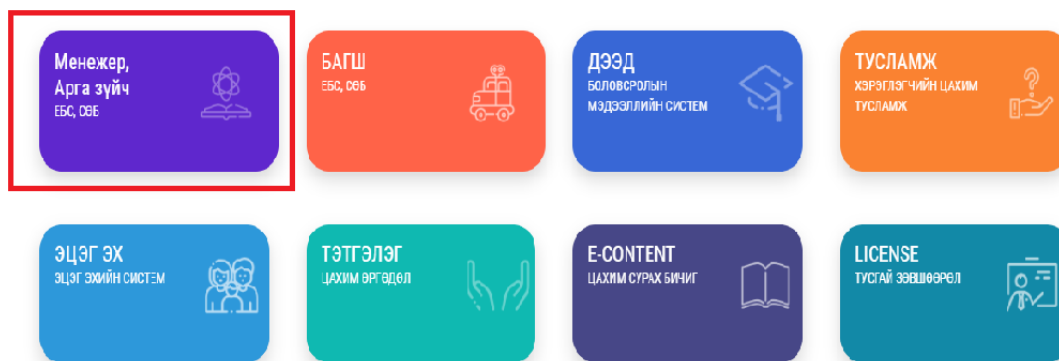 Менежер,
Арга зүйч
ЕБС, СӨБ
БАГШ
ЕБС, СӨБ
ДЭЭД
БОЛОВСРОЛЫН
МЭДЭЭЛЛИЙН СИСТЕМ
ТУСЛАМЖ
ХЭРЭГЛЭГЧИЙН ЦАХИМ
ТУСЛАМЖ
ЭЦЭГ ЭХ
ЭЦЭГ ЭХИЙН СИСТЕМ
ТЭТГЭЛЭГ
ЦАХИМ ӨРГӨДӨЛ
E-CONTENT
ЦАХИМ СУРАХ БИЧИГ
LICENSE
ТУСГАЙ ЗӨВШӨӨРӨЛ